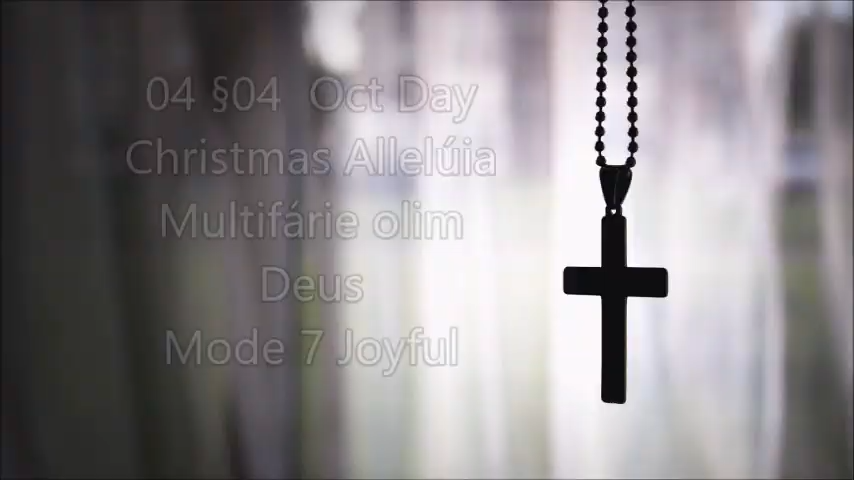 04 §04 Oct Day
Christmas Allelúia
Multifárie olim
Deus
Mode 7 Joyful